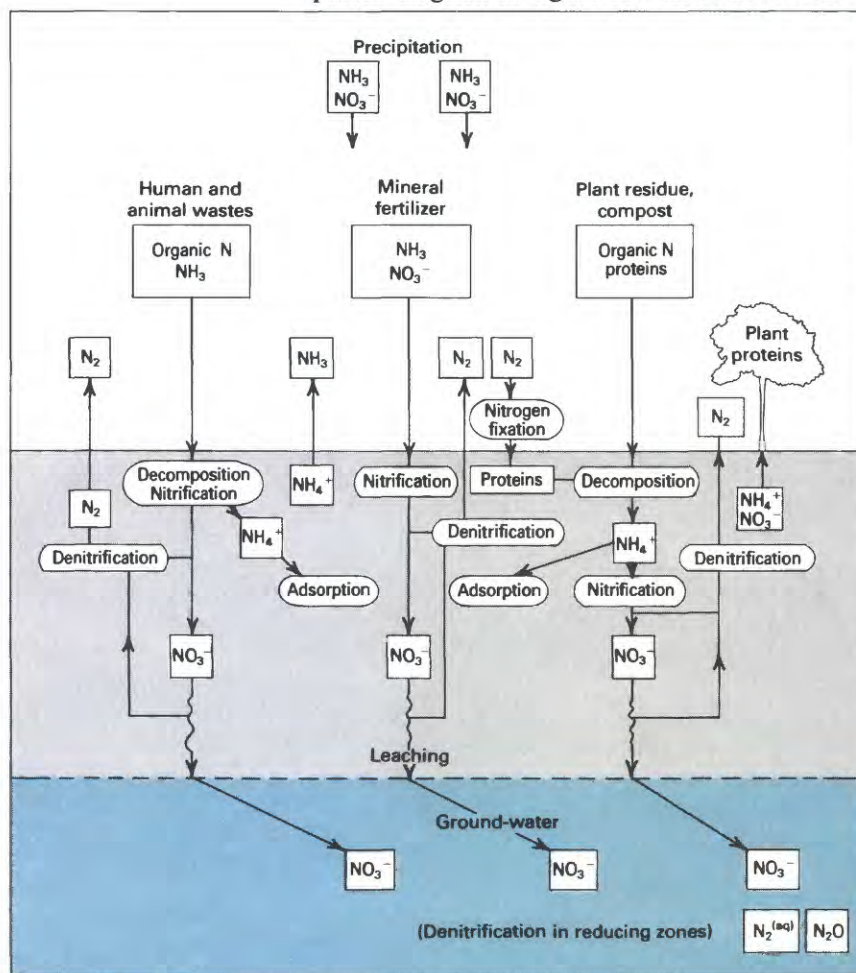 Precipitation
NH₃
NO₃⁻
NH₃
NO₃⁻
Human and
animal wastes
Mineral
fertilizer
Plant residue,
compost
Organic N
NH₃
NH₃
NO₃⁻
Organic N
proteins
N₂
NH₃
N₂
N₂
Plant
proteins
Nitrogen
fixation
N₂
Decomposition
Nitrification
NH₄⁺
Nitrification
Proteins
Decomposition
NH₄⁺
NO₃⁻
N₂
NH₄⁺
Denitrification
NH₄⁺
Denitrification
Denitrification
Adsorption
Adsorption
Nitrification
NO₃⁻
NO₃⁻
NO₃⁻
Leaching
Ground-water
NO₃⁻
NO₃⁻
NO₃⁻
(Denitrification in reducing zones)
N₂⁽ᵃq⁾
N₂O